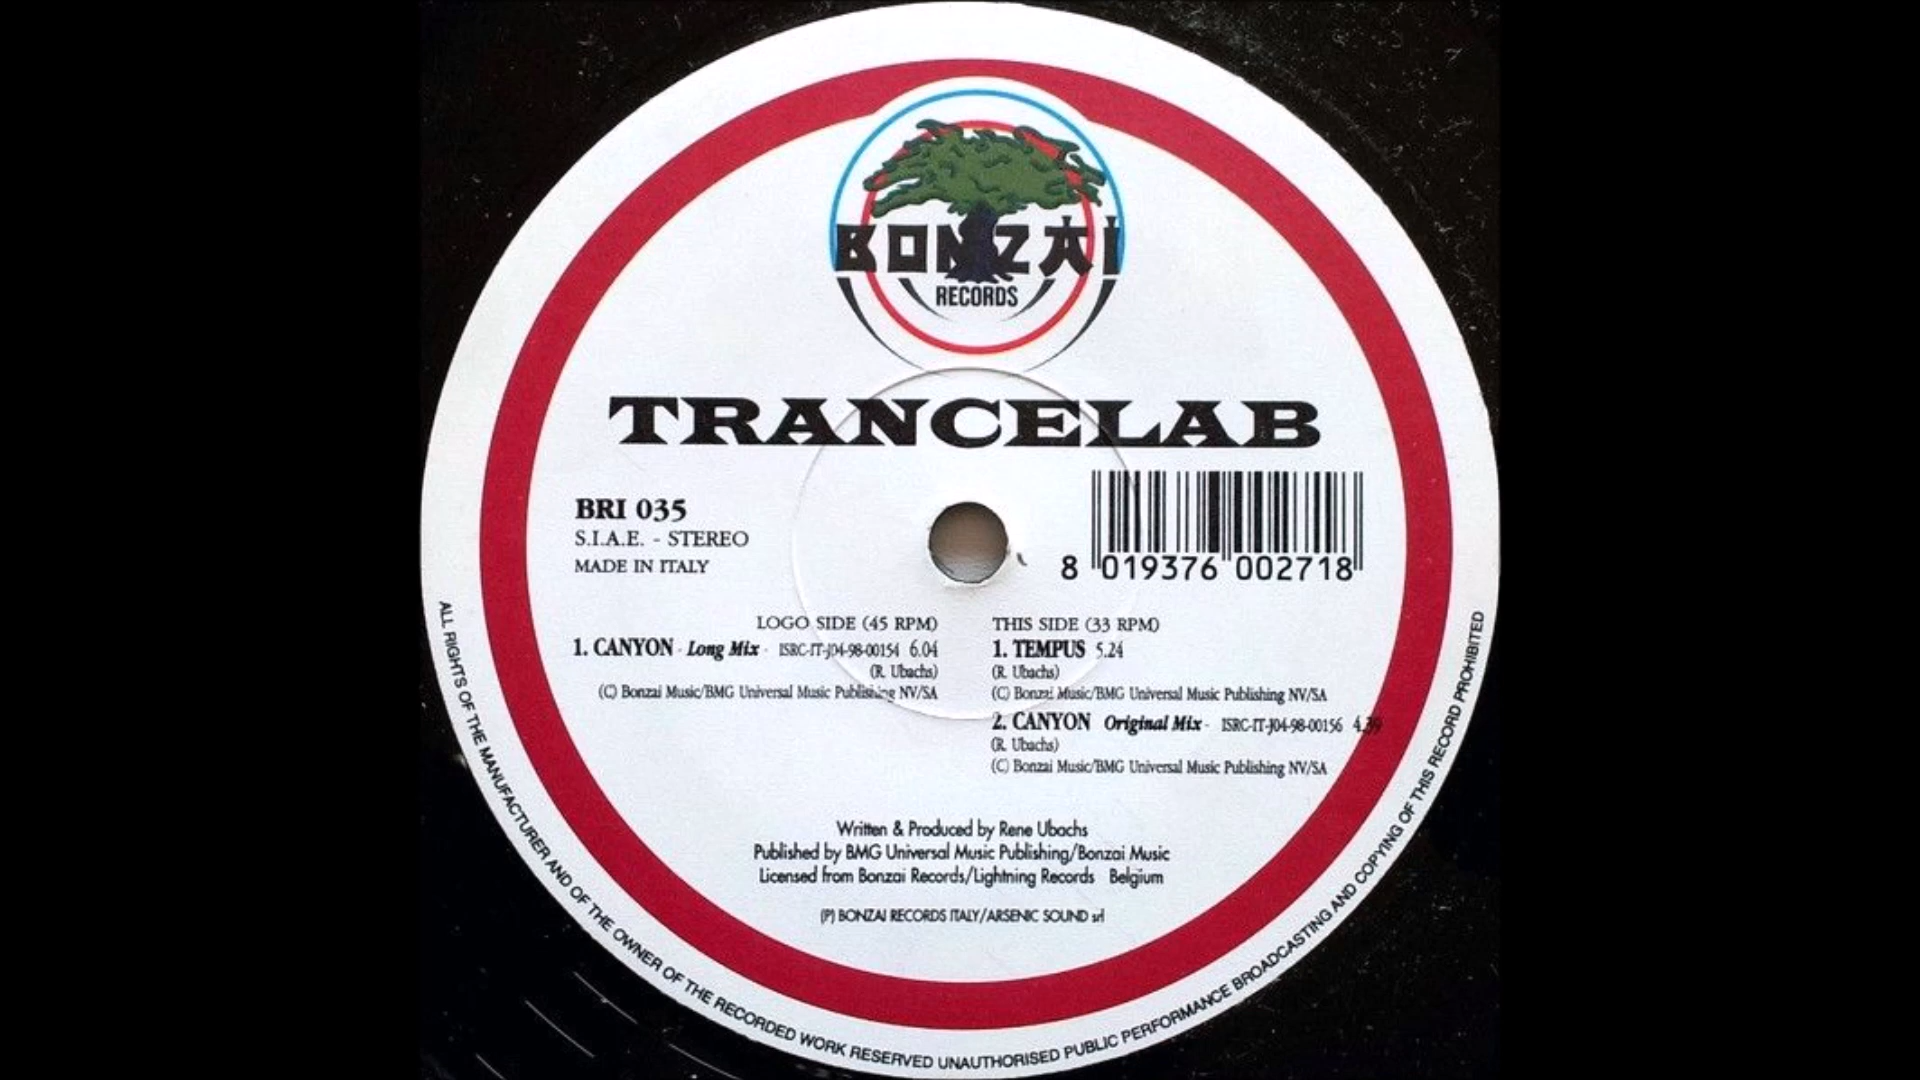 BONZAI
RECORDS
TRANCELAB
BRI 035
S.I.A.E. - STEREO
MADE IN ITALY
8 019376 002718
LOGO SIDE (45 RPM)
1. CANYON - Long Mix - ISRC-IT-J04-98-00154 6.04
(R. Ubachs)
(C) Bonzai Music/BMG Universal Music Publishing NV/SA
THIS SIDE (33 RPM)
1. TEMPUS 5.24
(R. Ubachs)
(C) Bonzai Music/BMG Universal Music Publishing NV/SA
2. CANYON Original Mix - ISRC-IT-J04-98-00156 4.39
(R. Ubachs)
(C) Bonzai Music/BMG Universal Music Publishing NV/SA
Written & Produced by Rene Ubachs
Published by BMG Universal Music Publishing/Bonzai Music
Licensed from Bonzai Records/Lightning Records Belgium
(P) BONZAI RECORDS ITALY/ARSENIC SOUND srl
ALL RIGHTS OF THE MANUFACTURER AND OF THE OWNER OF THE RECORDED WORK RESERVED UNAUTHORISED PUBLIC PERFORMANCE BROADCASTING AND COPYING OF THIS RECORD PROHIBITED